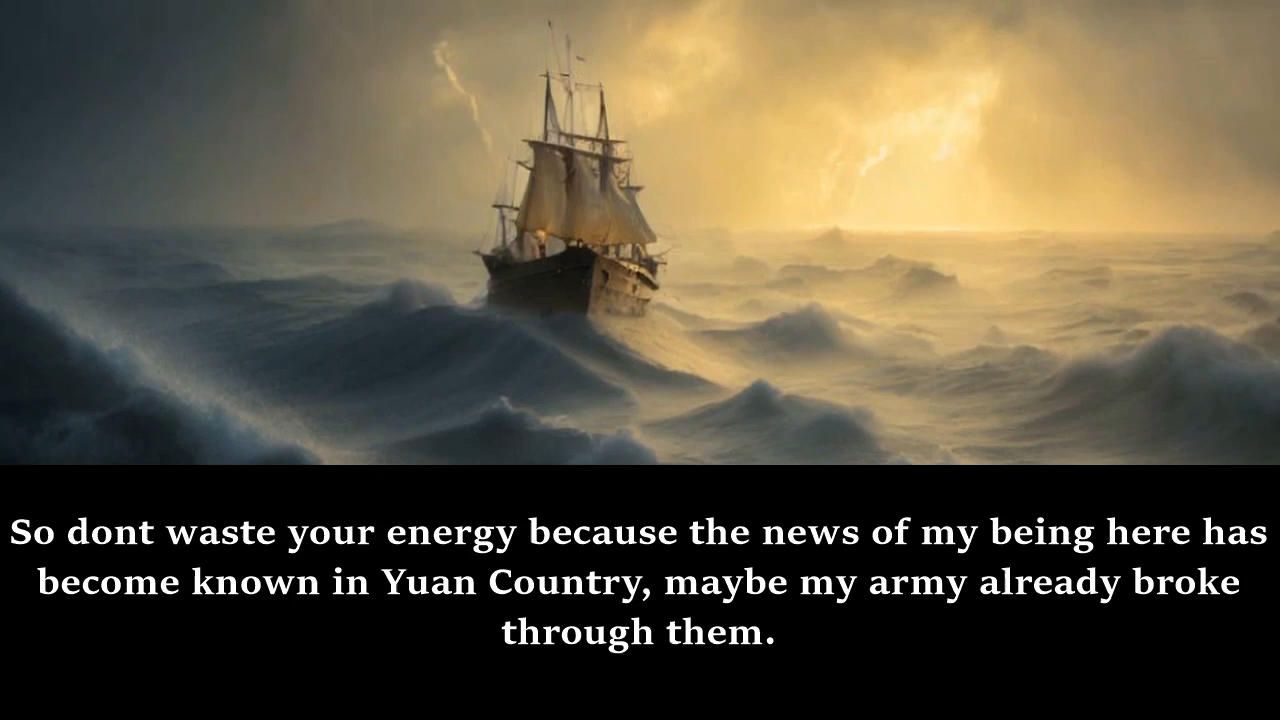 So dont waste your energy because the news of my being here has
become known in Yuan Country, maybe my army already broke
through them.